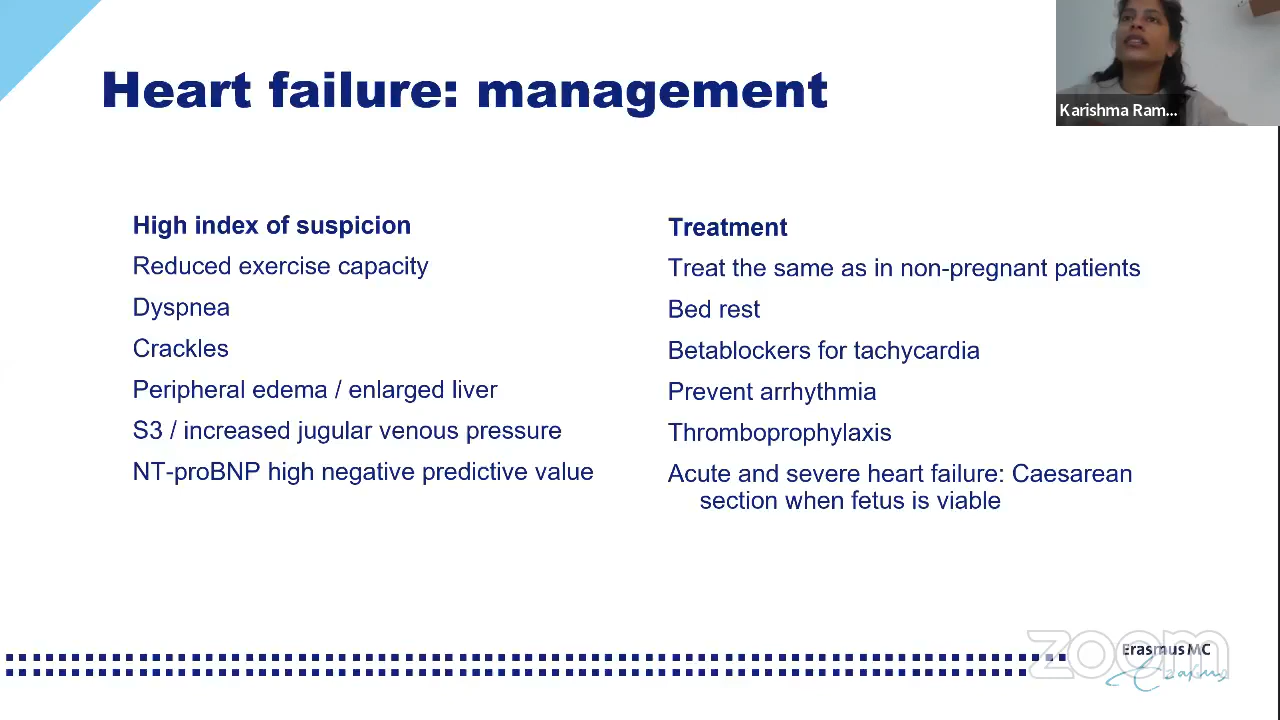 Heart failure: management
Karishma Ram...
High index of suspicion
Reduced exercise capacity
Dyspnea
Crackles
Peripheral edema / enlarged liver
S3 / increased jugular venous pressure
NT-proBNP high negative predictive value
Treatment
Treat the same as in non-pregnant patients
Bed rest
Betablockers for tachycardia
Prevent arrhythmia
Thromboprophylaxis
Acute and severe heart failure: Caesarean
section when fetus is viable
zoom
Erasmus MC
Erasmus